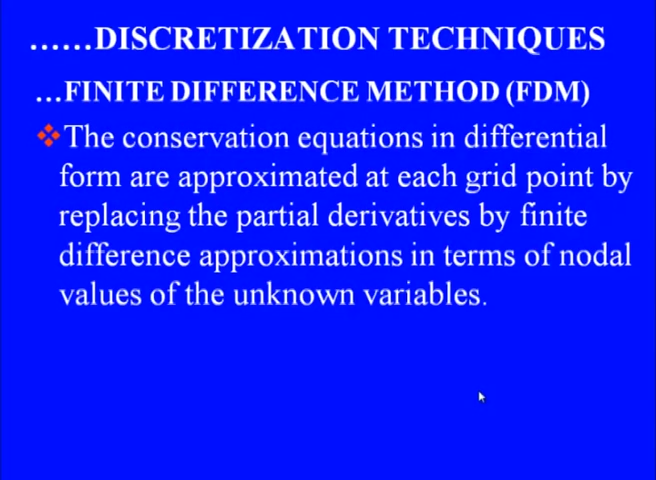 ......DISCRETIZATION TECHNIQUES
...FINITE DIFFERENCE METHOD (FDM)
❖The conservation equations in differential
form are approximated at each grid point by
replacing the partial derivatives by finite
difference approximations in terms of nodal
values of the unknown variables.